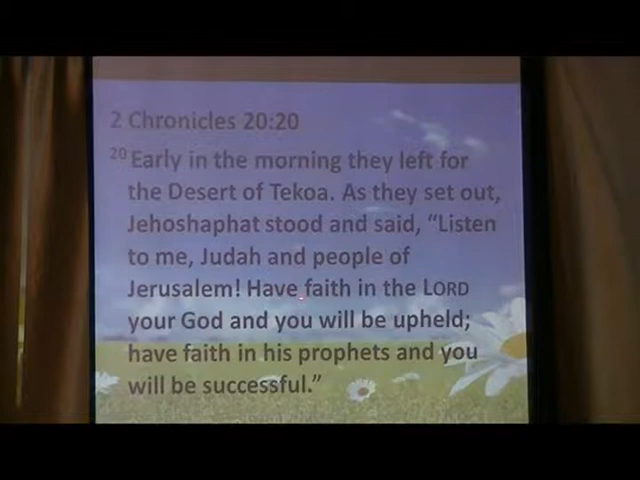 2 Chronicles 20:20
20 Early in the morning they left for
the Desert of Tekoa. As they set out,
Jehoshaphat stood and said, “Listen
to me, Judah and people of
Jerusalem! Have faith in the LORD
your God and you will be upheld;
have faith in his prophets and you
will be successful.”